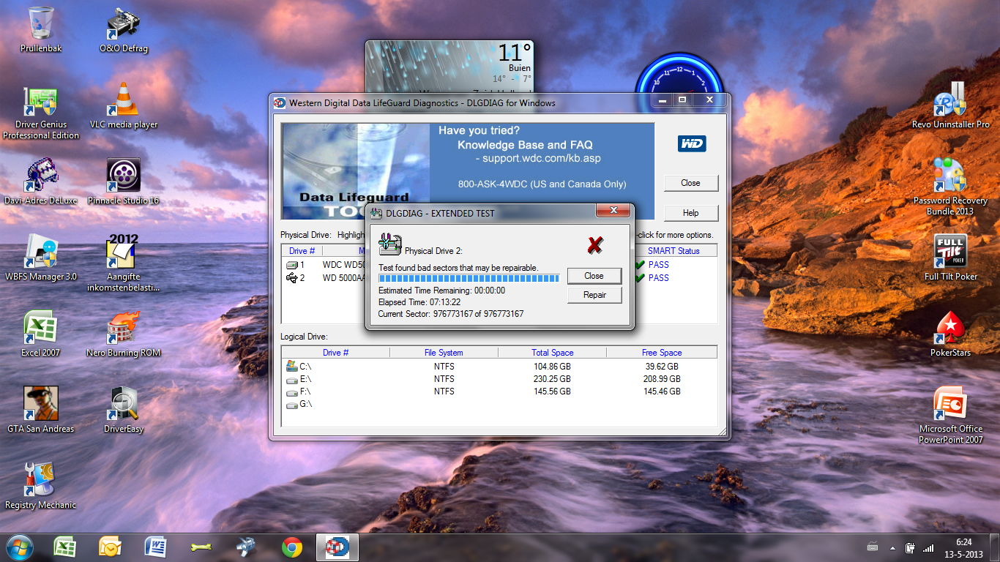 Prullenbak
O&O Defrag
Driver Genius
Professional Edition
VLC media player
Davi-Adres DeLuxe
Pinnacle Studio 16
WBFS Manager 3.0
2012
Aangifte
inkomstenbelasti...
Excel 2007
Nero Burning ROM
GTA San Andreas
DriverEasy
Registry Mechanic
11°
Buien
14° - 7°
12
1
2
11
10
Western Digital Data LifeGuard Diagnostics - DLGDIAG for Windows
Have you tried?
Knowledge Base and FAQ
- support.wdc.com/kb.asp
800-ASK-4WDC (US and Canada Only)
Data Lifeguard
TO
WD
Close
Help
Physical Drive: Highligh
-click for more options.
Drive # M
SMART Status
1 WDC WD50
PASS
2 WD 5000AA
PASS
DLGDIAG - EXTENDED TEST
Physical Drive 2:
Test found bad sectors that may be repairable.
Close
Estimated Time Remaining: 00:00:00
Repair
Elapsed Time: 07:13:22
Current Sector: 976773167 of 976773167
Logical Drive:
Drive # File System Total Space Free Space
C:\ NTFS 104.86 GB 39.62 GB
E:\ NTFS 230.25 GB 208.99 GB
F:\ NTFS 145.56 GB 145.46 GB
G:\
Revo Uninstaller Pro
Password Recovery
Bundle 2013
FULL
TiLT
POKER
Full Tilt Poker
PokerStars
Microsoft Office
PowerPoint 2007
6:24
13-5-2013